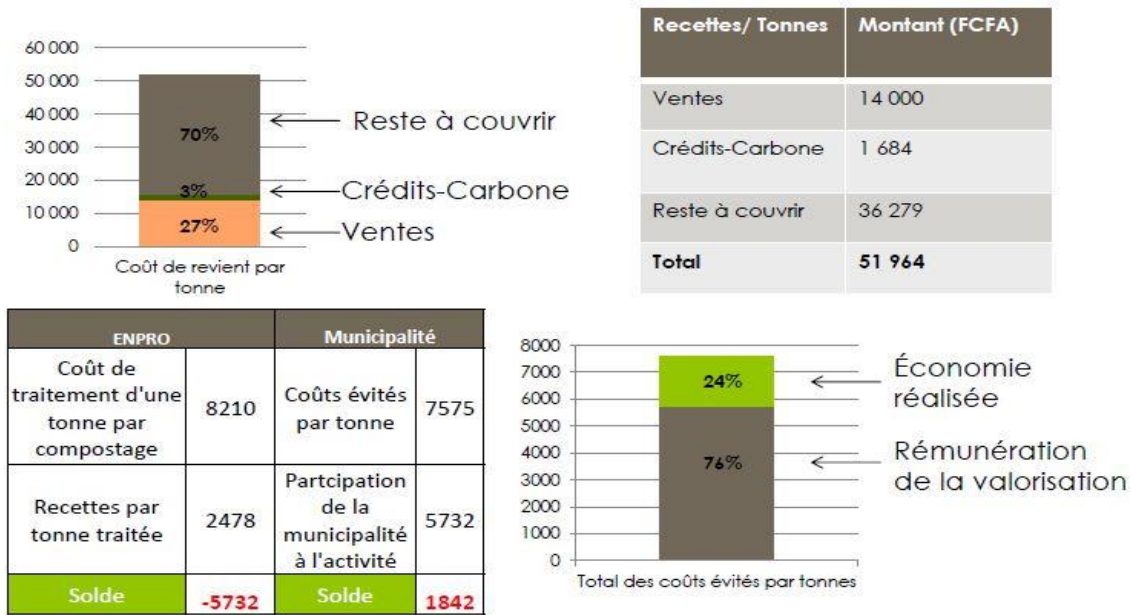 60 000
50 000
40 000
30 000
20 000
10 000
0
70%
3%
27%
Reste à couvrir
Crédits-Carbone
Ventes
Coût de revient par
tonne
Recettes/ Tonnes Montant (FCFA)
Ventes 14 000
Crédits-Carbone 1 684
Reste à couvrir 36 279
Total 51 964
ENPRO Municipalité
Coût de
traitement d'une
tonne par
compostage
8210
Coûts évités
par tonne
7575
Recettes par
tonne traitée
2478
Partcipation
de la
municipalité
à l'activité
5732
Solde -5732 Solde 1842
8000
7000
6000
5000
4000
3000
2000
1000
0
24%
76%
Économie
réalisée
Rémunération
de la valorisation
Total des coûts évités par tonnes